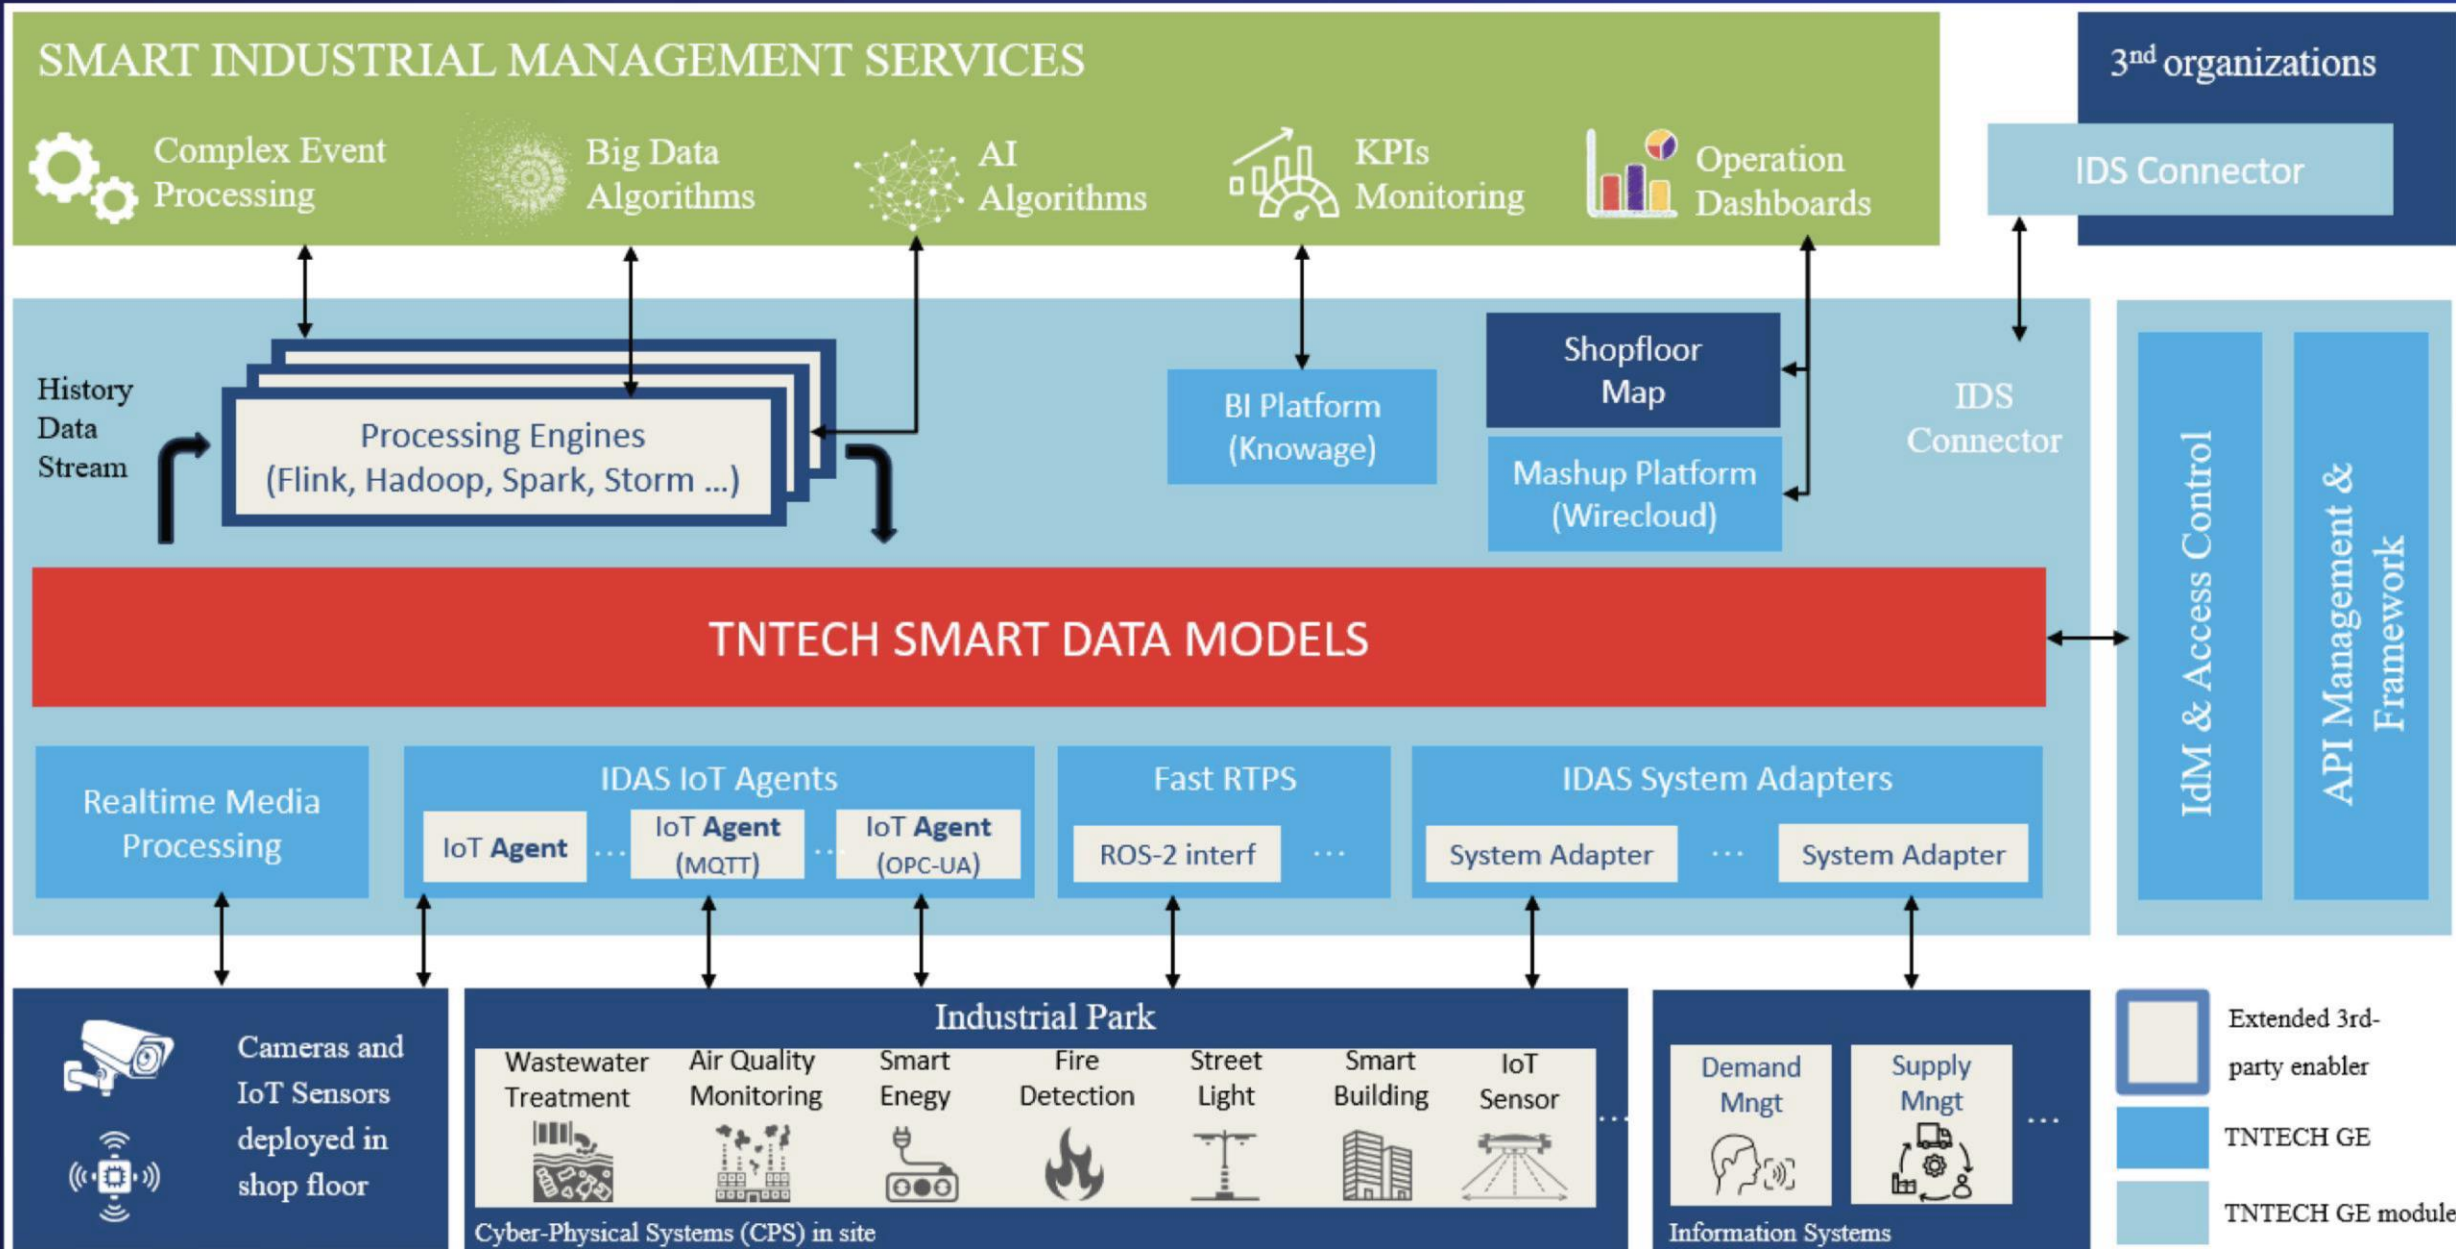 SMART INDUSTRIAL MANAGEMENT SERVICES
Complex Event
Processing
Big Data
Algorithms
AI
Algorithms
KPIs
Monitoring
Operation
Dashboards
3nd organizations
IDS Connector
History
Data
Stream
Processing Engines
(Flink, Hadoop, Spark, Storm ...)
BI Platform
(Knowage)
Shopfloor
Map
Mashup Platform
(Wirecloud)
IDS
Connector
TNTECH SMART DATA MODELS
IdM & Access Control
API Management &
Framework
Realtime Media
Processing
IDAS IoT Agents
IoT Agent
...
IoT Agent
(MQTT)
...
IoT Agent
(OPC-UA)
Fast RTPS
ROS-2 interf
...
IDAS System Adapters
System Adapter
...
System Adapter
Cameras and
IoT Sensors
deployed in
shop floor
Industrial Park
Wastewater
Treatment
Air Quality
Monitoring
Smart
Enegy
Fire
Detection
Street
Light
Smart
Building
IoT
Sensor
...
Cyber-Physical Systems (CPS) in site
Demand
Mngt
Supply
Mngt
...
Information Systems
Extended 3rd-
party enabler
TNTECH GE
TNTECH GE module